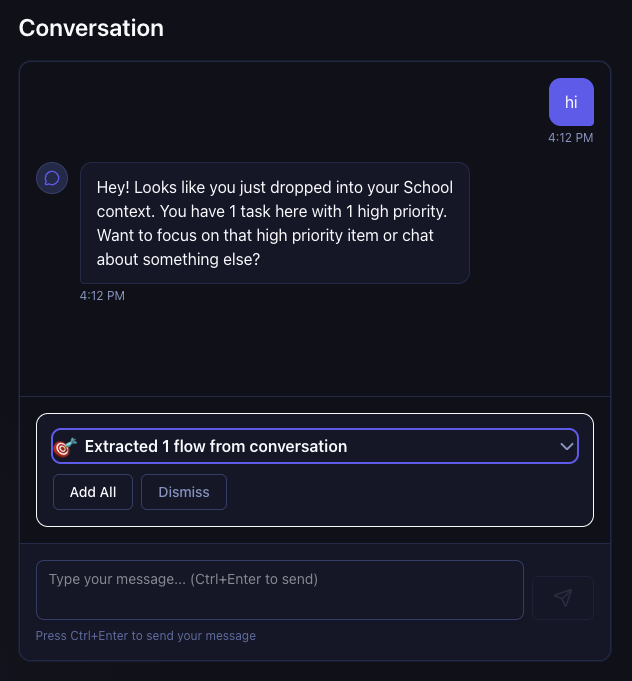 Conversation
hi
4:12 PM
Hey! Looks like you just dropped into your School
context. You have 1 task here with 1 high priority.
Want to focus on that high priority item or chat
about something else?
4:12 PM
Extracted 1 flow from conversation
Add All
Dismiss
Type your message... (Ctrl+Enter to send)
Press Ctrl+Enter to send your message